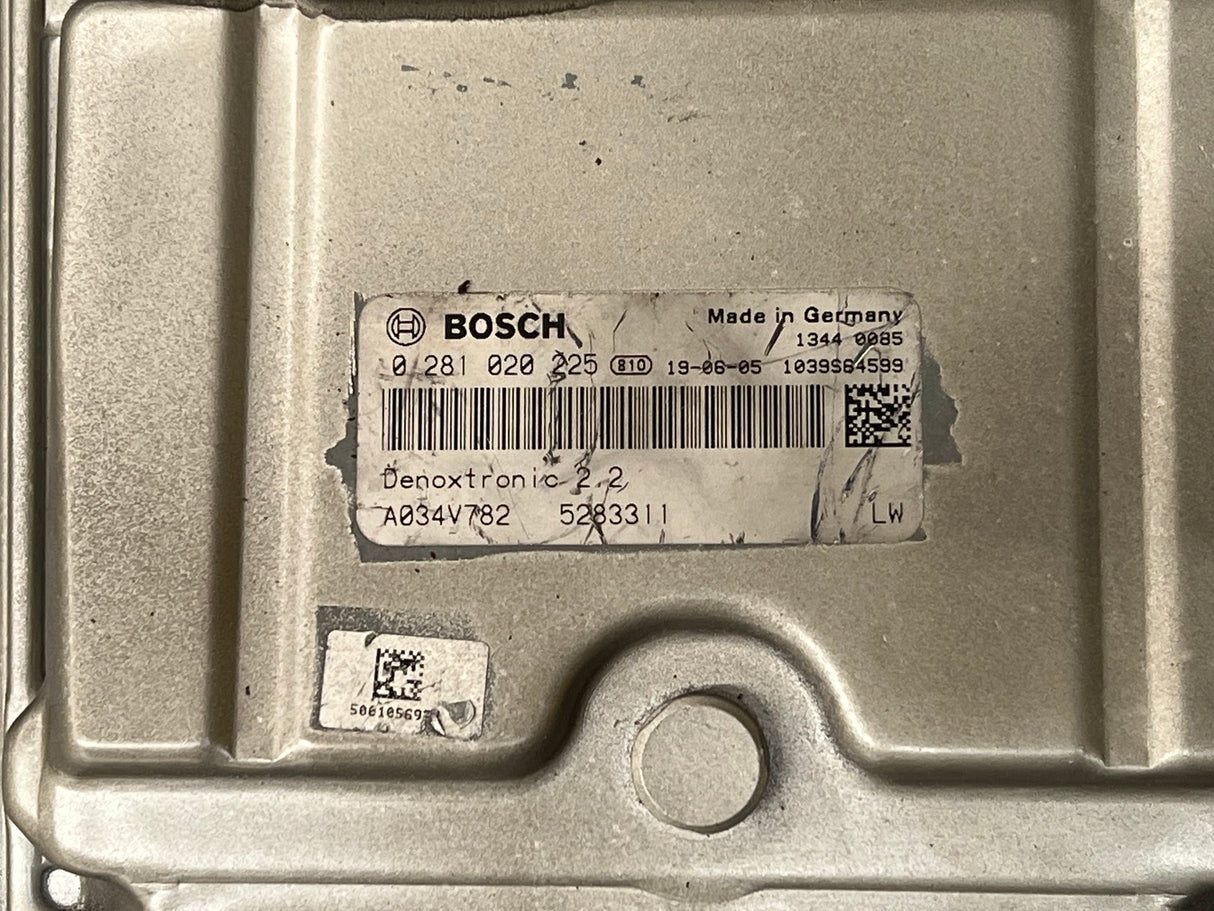 BOSCH Made in Germany
1344 0085
0 281 020 225 810 19-06-05 1039S64599
Denoxtronic 2.2
A034V782 5283311 LW